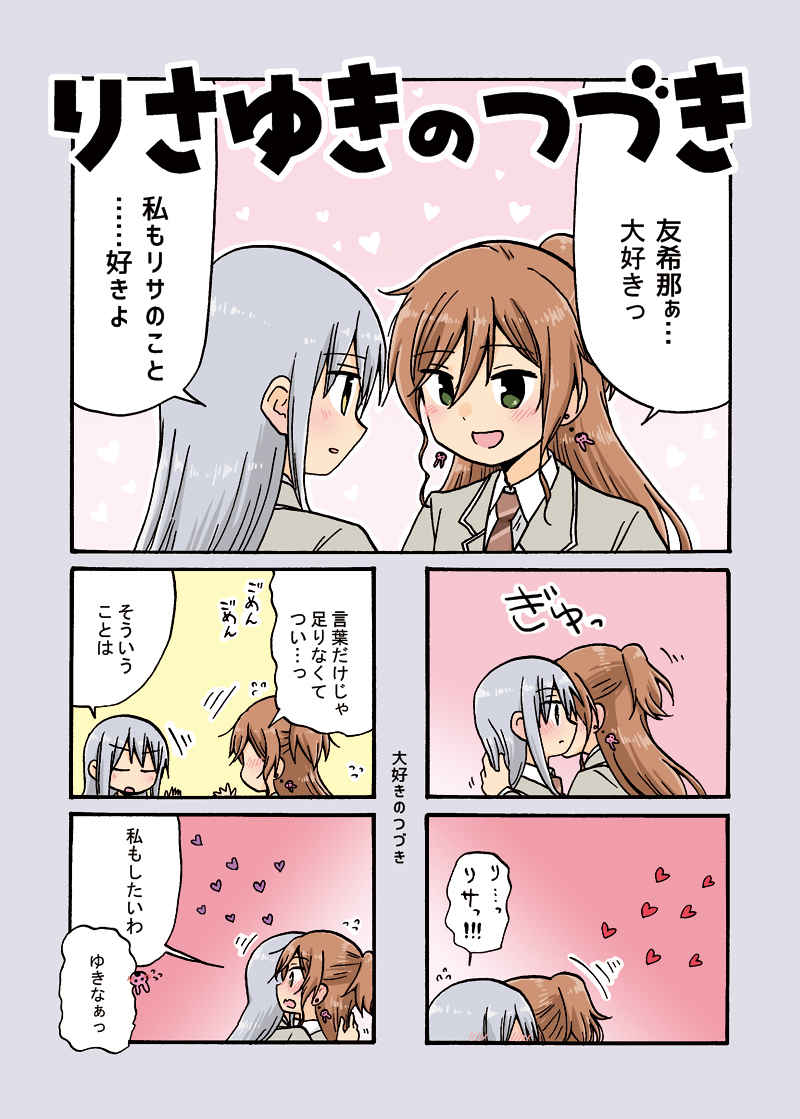 りさゆきのつづき
友希那ぁ…
大好きっ
私もリサのこと
……好きよ
ぎゅっ
り…っ
リサっ!!!
大好きのつづき
言葉だけじゃ
足りなくて
つい…っ
ごめん
ごめん
そういう
ことは
私もしたいわ
ゆきなぁっ